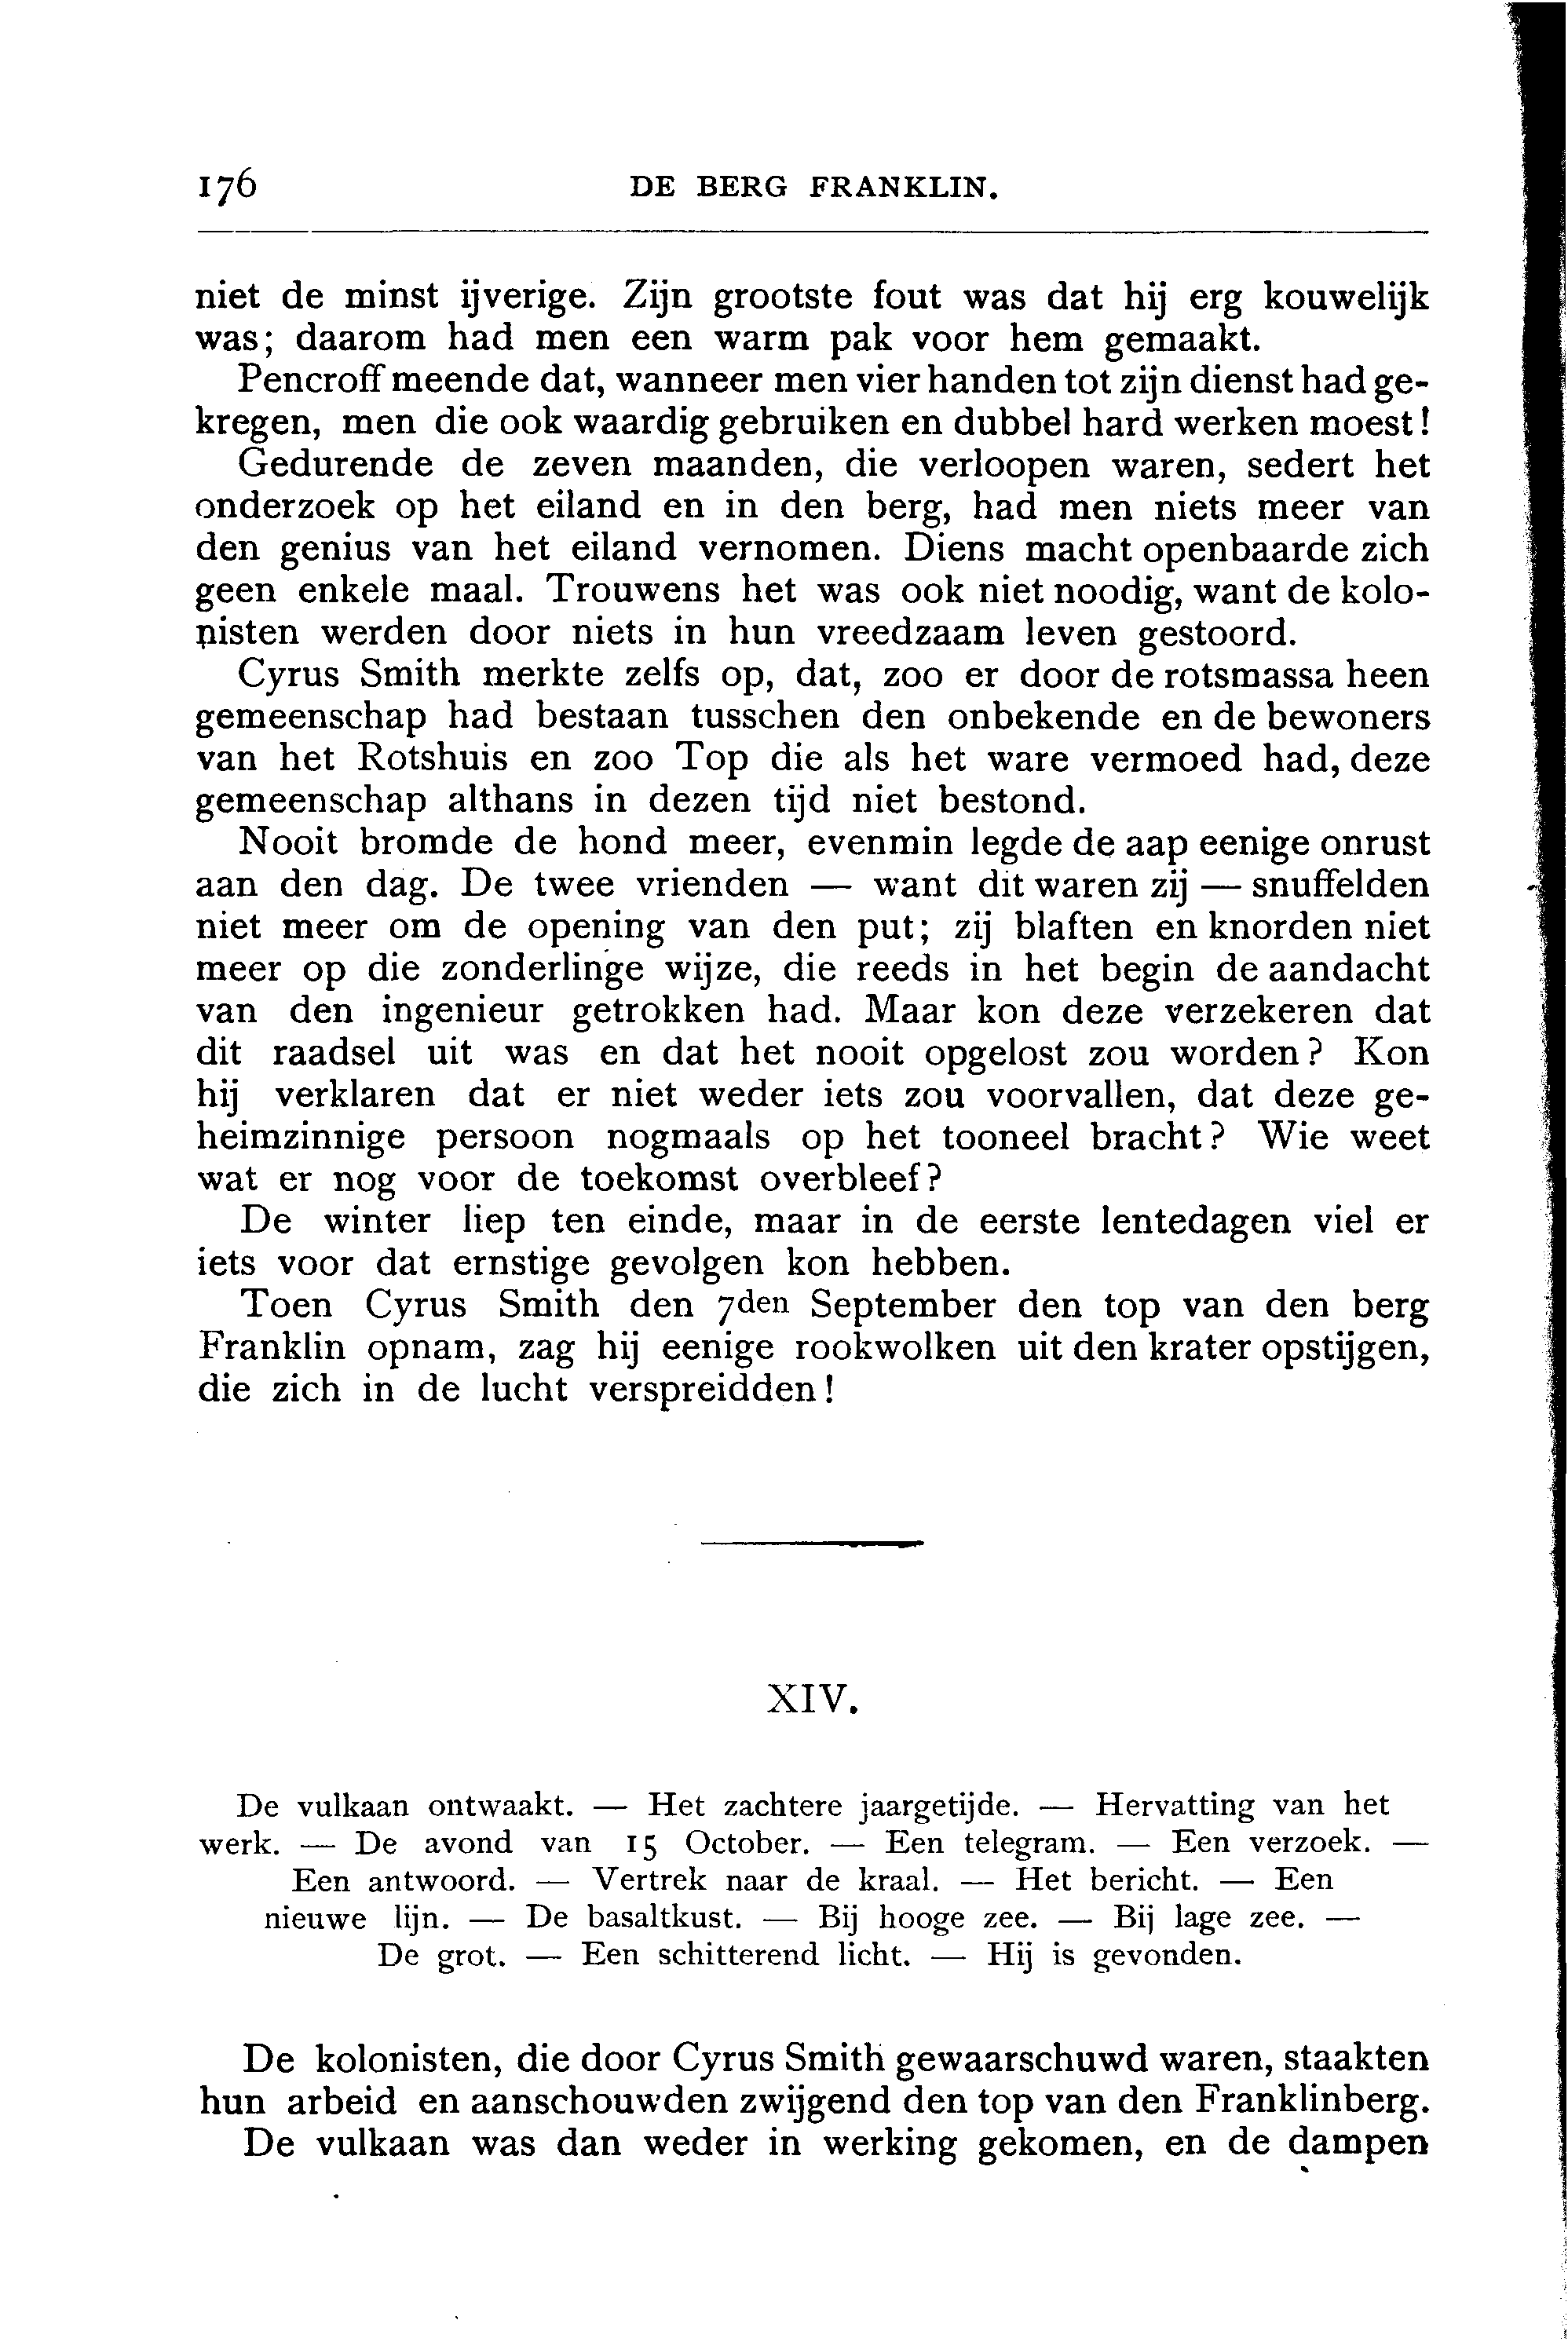 176 DE BERG FRANKLIN.
niet de minst ijverige. Zijn grootste fout was dat hij erg kouwelijk
was; daarom had men een warm pak voor hem gemaakt.
Pencroff meende dat, wanneer men vier handen tot zijn dienst had ge-
kregen, men die ook waardig gebruiken en dubbel hard werken moest!
Gedurende de zeven maanden, die verloopen waren, sedert het
onderzoek op het eiland en in den berg, had men niets meer van
den genius van het eiland vernomen. Diens macht openbaarde zich
geen enkele maal. Trouwens het was ook niet noodig, want de kolo-
nisten werden door niets in hun vreedzaam leven gestoord.
Cyrus Smith merkte zelfs op, dat, zoo er door de rotsmassa heen
gemeenschap had bestaan tusschen den onbekende en de bewoners
van het Rotshuis en zoo Top die als het ware vermoed had, deze
gemeenschap althans in dezen tijd niet bestond.
Nooit bromde de hond meer, evenmin legde de aap eenige onrust
aan den dag. De twee vrienden — want dit waren zij — snuffelden
niet meer om de opening van den put; zij blaften en knorden niet
meer op die zonderlinge wijze, die reeds in het begin de aandacht
van den ingenieur getrokken had. Maar kon deze verzekeren dat
dit raadsel uit was en dat het nooit opgelost zou worden? Kon
hij verklaren dat er niet weder iets zou voorvallen, dat deze ge-
heimzinnige persoon nogmaals op het tooneel bracht? Wie weet
wat er nog voor de toekomst overbleef?
De winter liep ten einde, maar in de eerste lentedagen viel er
iets voor dat ernstige gevolgen kon hebben.
Toen Cyrus Smith den 7den September den top van den berg
Franklin opnam, zag hij eenige rookwolken uit den krater opstijgen,
die zich in de lucht verspreidden!
XIV.
De vulkaan ontwaakt. — Het zachtere jaargetijde. — Hervatting van het
werk. — De avond van 15 October. — Een telegram. — Een verzoek. —
Een antwoord. — Vertrek naar de kraal. — Het bericht. — Een
nieuwe lijn. — De basaltkust. — Bij hooge zee. — Bij lage zee. —
De grot. — Een schitterend licht. — Hij is gevonden.
De kolonisten, die door Cyrus Smith gewaarschuwd waren, staakten
hun arbeid en aanschouwden zwijgend den top van den Franklinberg.
De vulkaan was dan weder in werking gekomen, en de dampen